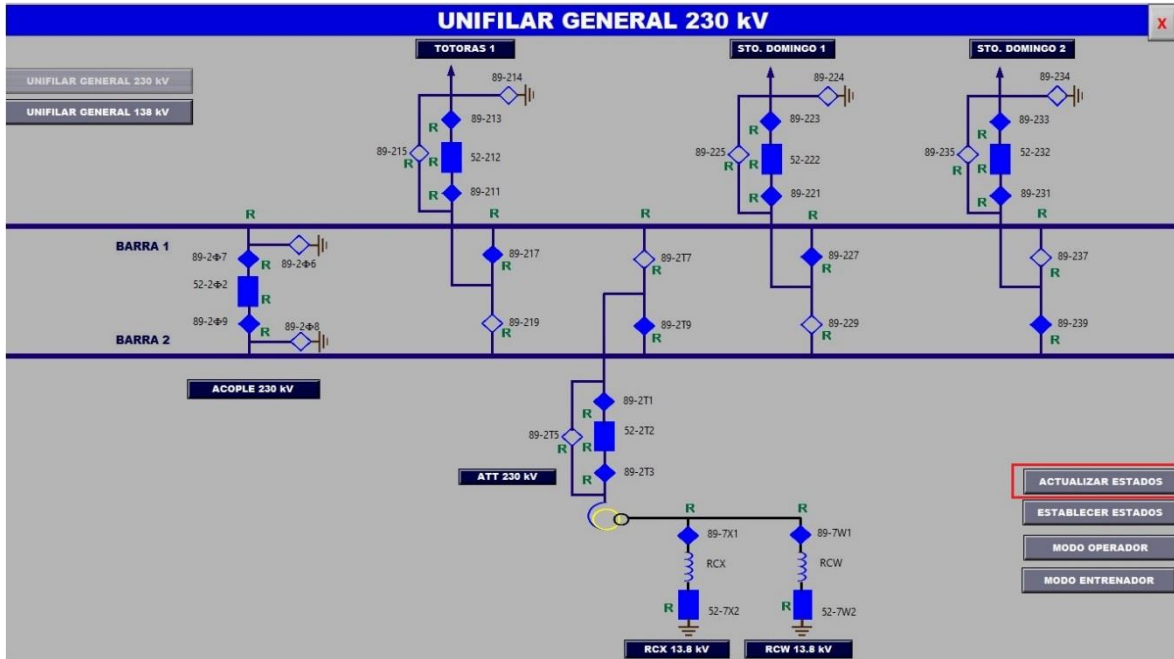 UNIFILAR GENERAL 230 kV
X
TOTORAS 1
STO. DOMINGO 1
STO. DOMINGO 2
UNIFILAR GENERAL 230 kV
UNIFILAR GENERAL 138 kV
89-214
89-224
89-234
89-213
89-223
89-233
R
R
R
89-215
R
R
52-212
89-225
R
R
52-222
89-235
R
R
52-232
R
89-211
R
89-221
R
89-231
R
R
R
R
R
BARRA 1
89-2Φ7
R
89-2Φ6
89-217
R
89-2T7
R
89-227
R
89-237
R
52-2Φ2
R
89-2Φ9
R
89-2Φ8
89-219
R
89-2T9
R
89-229
R
89-239
R
BARRA 2
ACOPLE 230 kV
89-2T1
R
89-2T5
R
R
52-2T2
ATT 230 kV
R
89-2T3
ACTUALIZAR ESTADOS
ESTABLECER ESTADOS
MODO OPERADOR
MODO ENTRENADOR
R
R
89-7X1
89-7W1
RCX
RCW
R
52-7X2
R
52-7W2
RCX 13.8 kV
RCW 13.8 kV